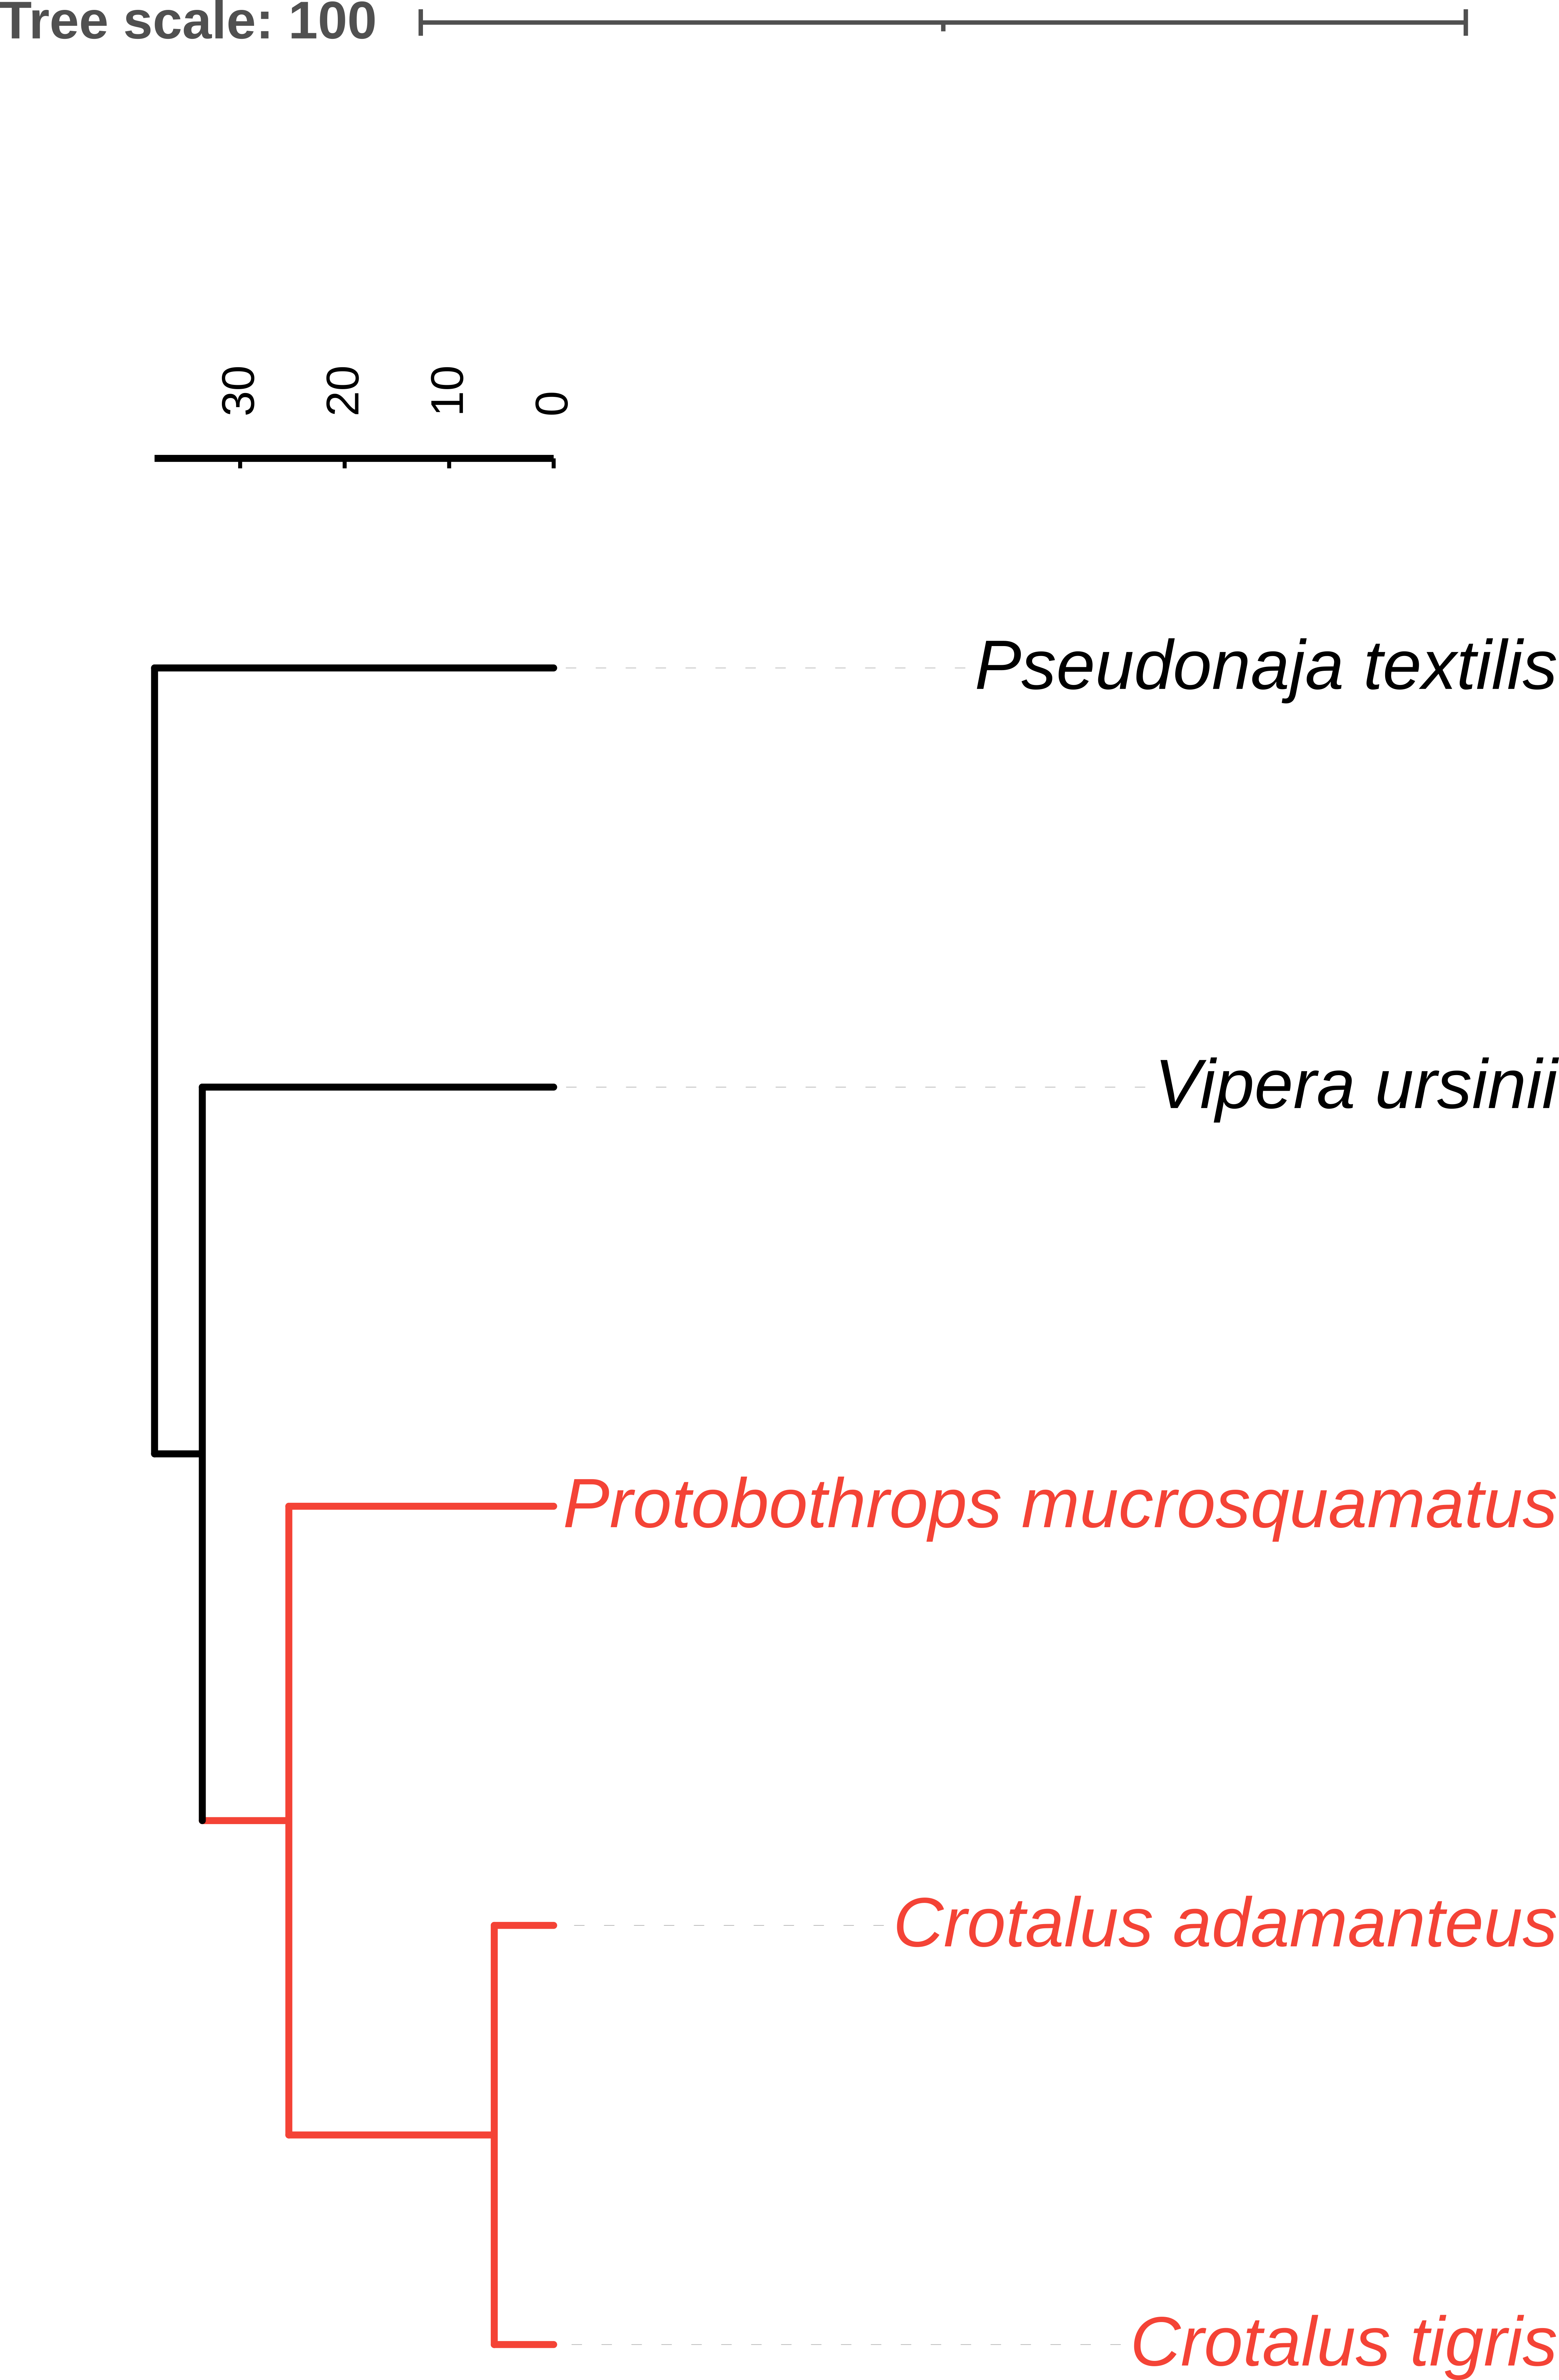 Tree scale: 100
30 20 10 0
Pseudonaja textilis
Vipera ursinii
Protobothrops mucrosquamatus
Crotalus adamanteus
Crotalus tigris